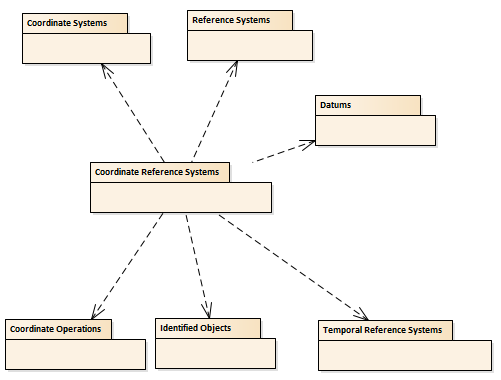 Coordinate Systems
Reference Systems
Datums
Coordinate Reference Systems
Coordinate Operations
Identified Objects
Temporal Reference Systems